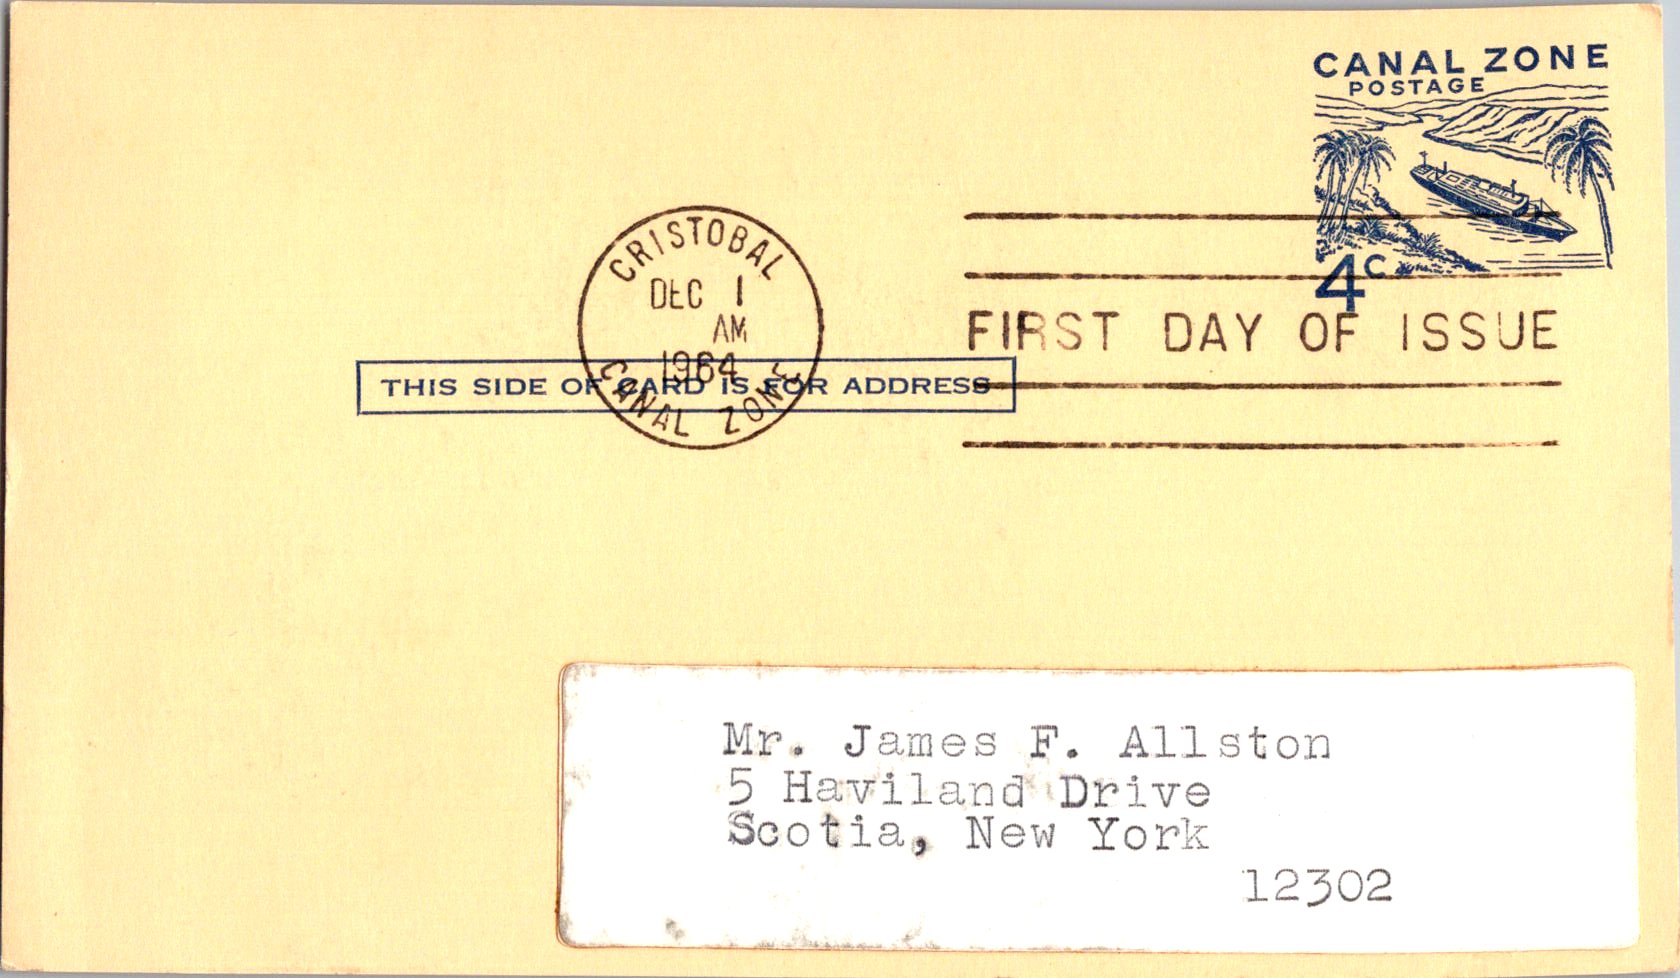 CANAL ZONE
POSTAGE
4c
CRISTOBAL
DEC 1
AM
1964
CANAL ZONE
FIRST DAY OF ISSUE
THIS SIDE OF CARD IS FOR ADDRESS
Mr. James F. Allston
5 Haviland Drive
Scotia, New York
12302